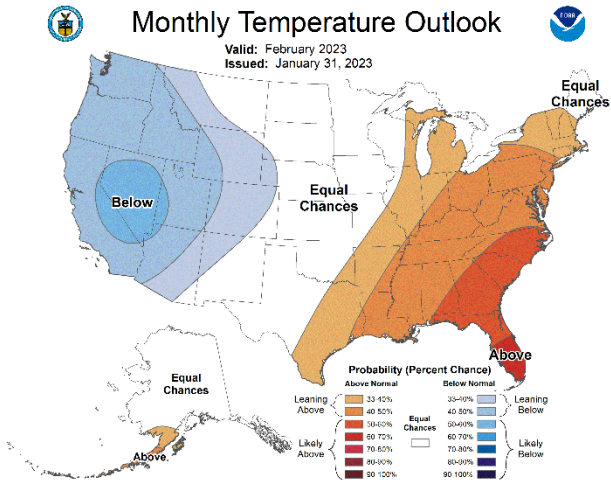 Monthly Temperature Outlook
Valid: February 2023
Issued: January 31, 2023
NOAA
Equal
Chances
Equal
Chances
Below
Above
Equal
Chances
Above
Probability (Percent Chance)
Above Normal
Below Normal
Leaning
Above
33-40%
40-50%
Likely
Above
50-60%
60-70%
70-80%
80-90%
90-100%
Equal
Chances
33-40%
40-50%
Leaning
Below
50-60%
60-70%
70-80%
80-90%
90-100%
Likely
Below